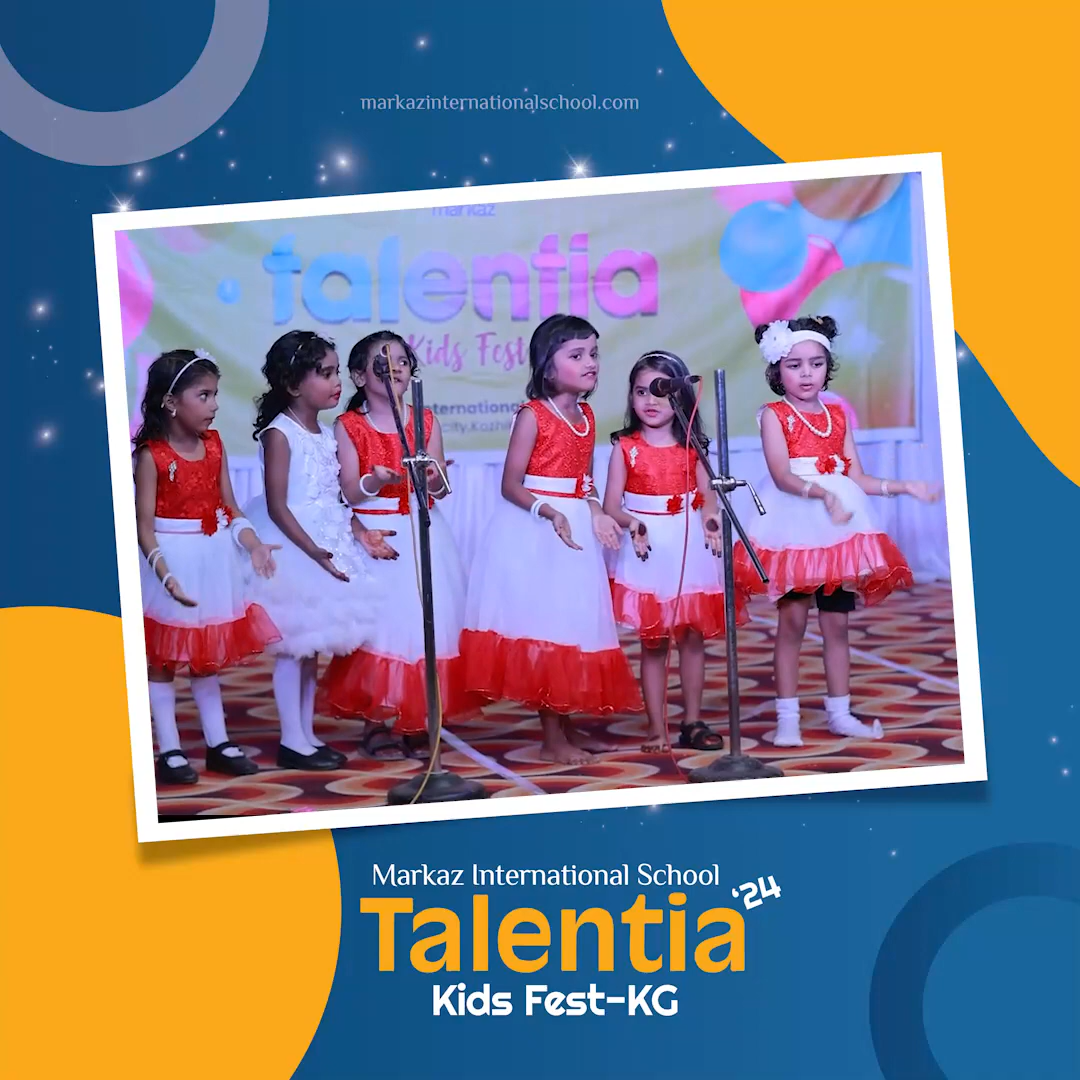 markazinternationalschool.com
markaz
talentia
Kids Fest
Markaz International School
Talentia '24
Kids Fest-KG